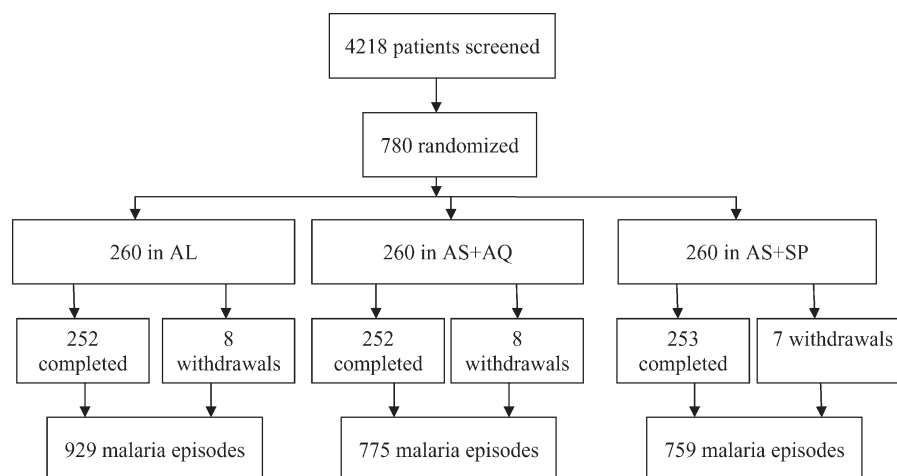 4218 patients screened
780 randomized
260 in AL
260 in AS+AQ
260 in AS+SP
252
completed
8
withdrawals
252
completed
8
withdrawals
253
completed
7 withdrawals
929 malaria episodes
775 malaria episodes
759 malaria episodes